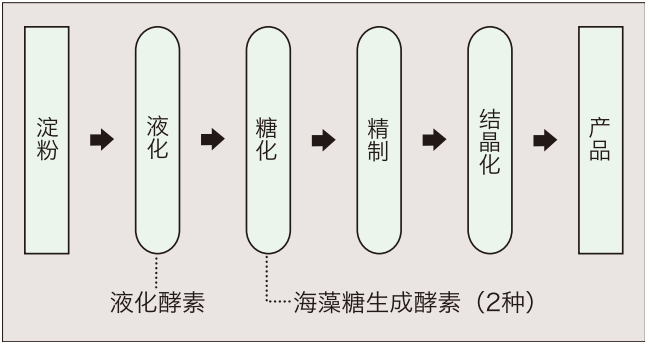 淀粉
液化
糖化
精制
结晶化
产品
液化酵素
海藻糖生成酵素（2种）